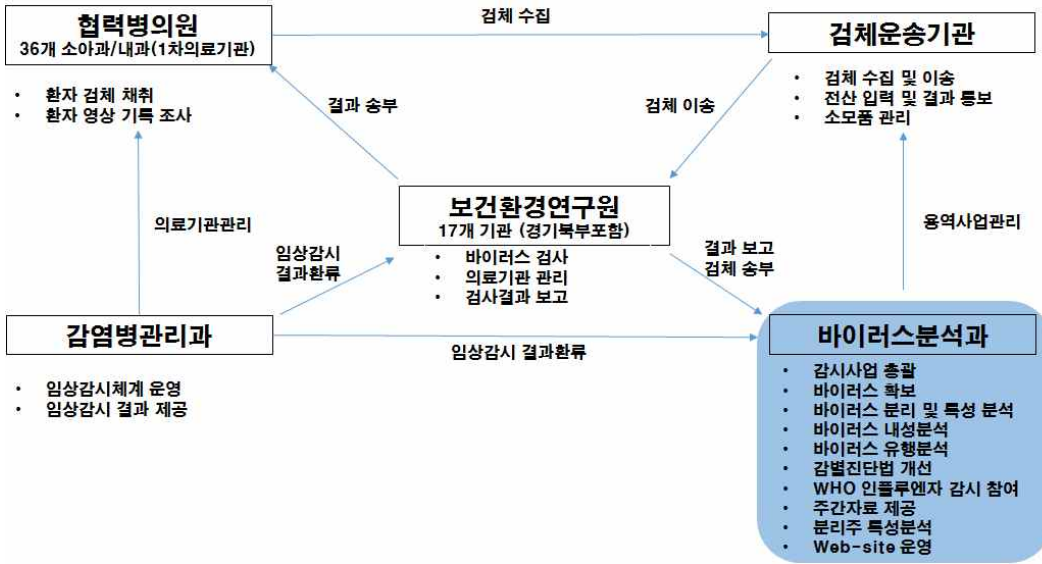 협력병의원
36개 소아과/내과(1차의료기관)
• 환자 검체 채취
• 환자 영상 기록 조사
검체 수집
검체운송기관
• 검체 수집 및 이송
• 전산 입력 및 결과 통보
• 소모품 관리
결과 송부
검체 이송
보건환경연구원
17개 기관 (경기북부포함)
• 바이러스 검사
• 의료기관 관리
• 검사결과 보고
의료기관관리
임상감시
결과환류
결과 보고
검체 송부
용역사업관리
감염병관리과
• 임상감시체계 운영
• 임상감시 결과 제공
임상감시 결과환류
바이러스분석과
• 감시사업 총괄
• 바이러스 확보
• 바이러스 분리 및 특성 분석
• 바이러스 내성분석
• 바이러스 유행분석
• 감별진단법 개선
• WHO 인플루엔자 감시 참여
• 주간자료 제공
• 분리주 특성분석
• Web-site 운영